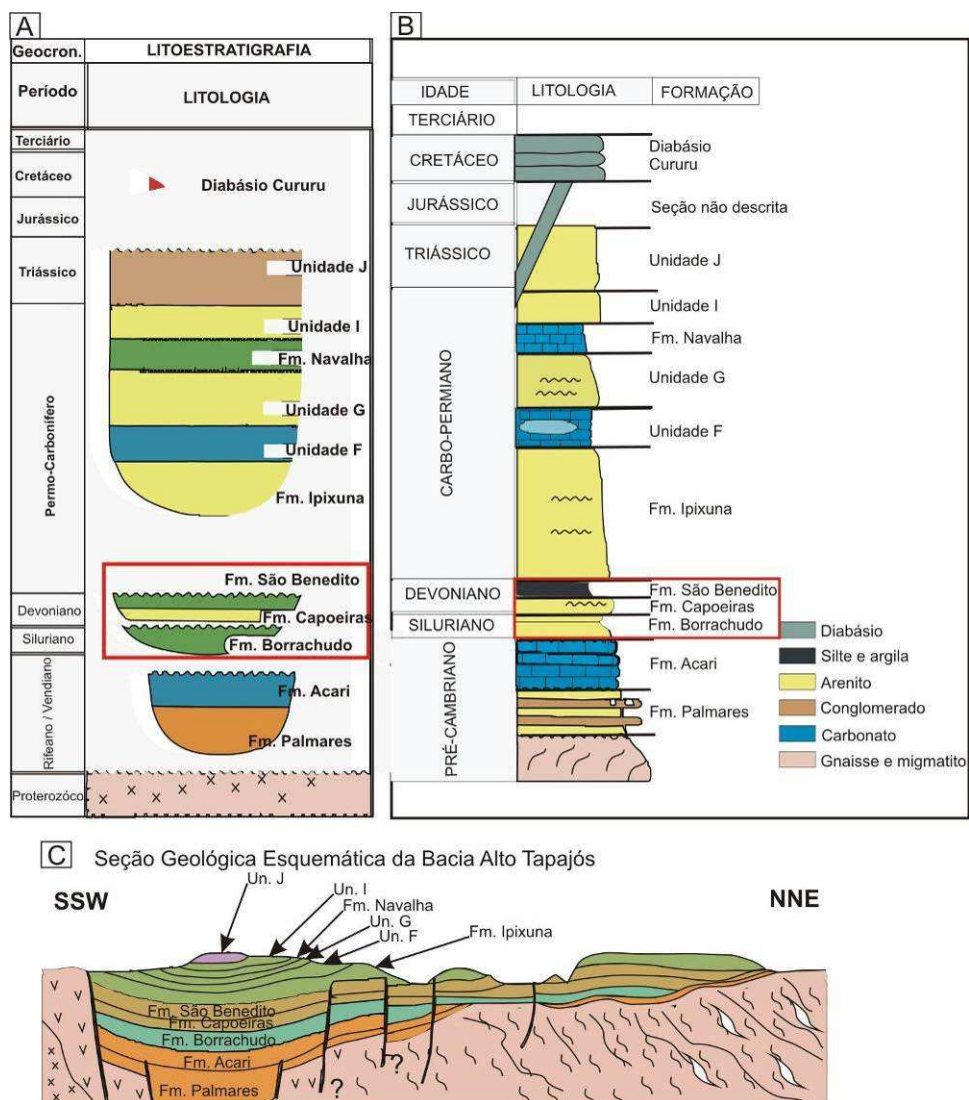 A
Geocron.
LITOESTRATIGRAFIA
Período
LITOLOGIA
Terciário
Cretáceo
Diabásio Cururu
Jurássico
Triássico
Unidade J
Permo-Carbonífero
Unidade I
Fm. Navalha
Unidade G
Unidade F
Fm. Ipixuna
Fm. São Benedito
Devoniano
Fm. Capoeiras
Siluriano
Fm. Borrachudo
Rifeano / Vendiano
Fm. Acari
Fm. Palmares
Proterozóco
B
IDADE
LITOLOGIA
FORMAÇÃO
TERCIÁRIO
CRETÁCEO
Diabásio
Cururu
JURÁSSICO
Seção não descrita
TRIÁSSICO
Unidade J
CARBO-PERMIANO
Unidade I
Fm. Navalha
Unidade G
Unidade F
Fm. Ipixuna
DEVONIANO
Fm. São Benedito
Fm. Capoeiras
SILURIANO
Fm. Borrachudo
PRÉ-CAMBRIANO
Fm. Acari
Fm. Palmares
Diabásio
Silte e argila
Arenito
Conglomerado
Carbonato
Gnaisse e migmatito
C
Seção Geológica Esquemática da Bacia Alto Tapajós
SSW
NNE
Un. J
Un. I
Fm. Navalha
Un. G
Un. F
Fm. Ipixuna
Fm. São Benedito
Fm. Capoeiras
Fm. Borrachudo
Fm. Acari
Fm. Palmares
?
?